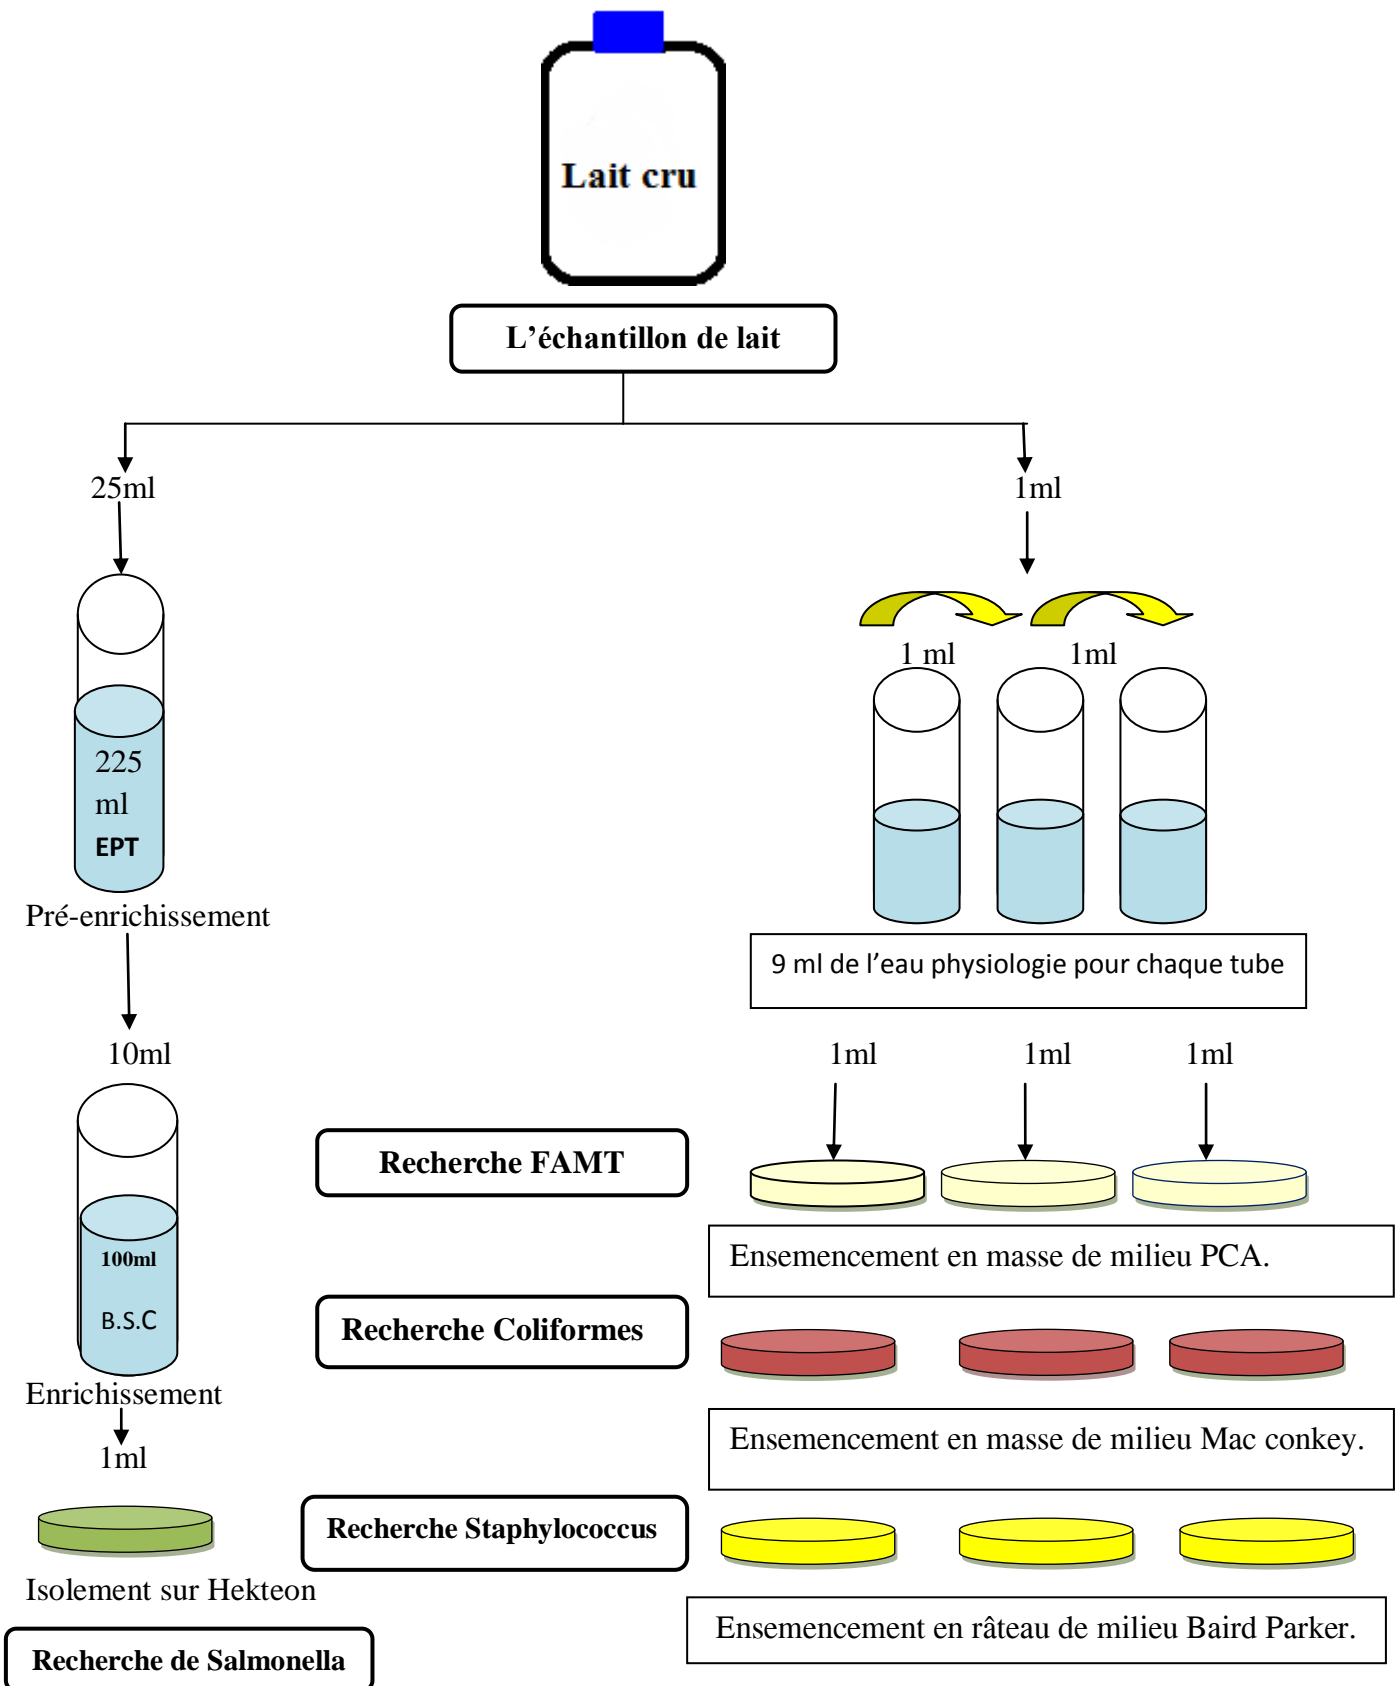 Lait cru
L’échantillon de lait
25ml
1ml
1 ml
1ml
225
ml
EPT
Pré-enrichissement
9 ml de l’eau physiologie pour chaque tube
10ml
1ml
1ml
1ml
Recherche FAMT
100ml
B.S.C
Ensemencement en masse de milieu PCA.
Recherche Coliformes
Enrichissement
Ensemencement en masse de milieu Mac conkey.
1ml
Recherche Staphylococcus
Isolement sur Hekteon
Ensemencement en râteau de milieu Baird Parker.
Recherche de Salmonella